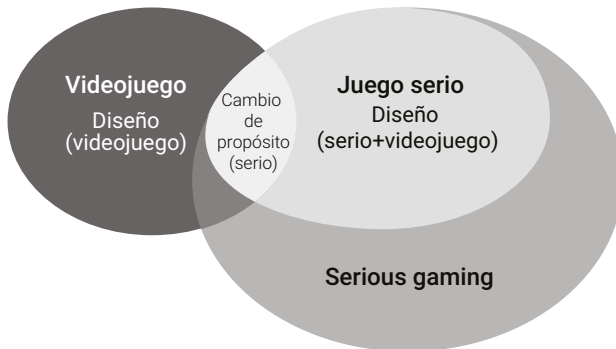 Videojuego
Diseño
(videojuego)
Cambio
de
propósito
(serio)
Juego serio
Diseño
(serio+videojuego)
Serious gaming